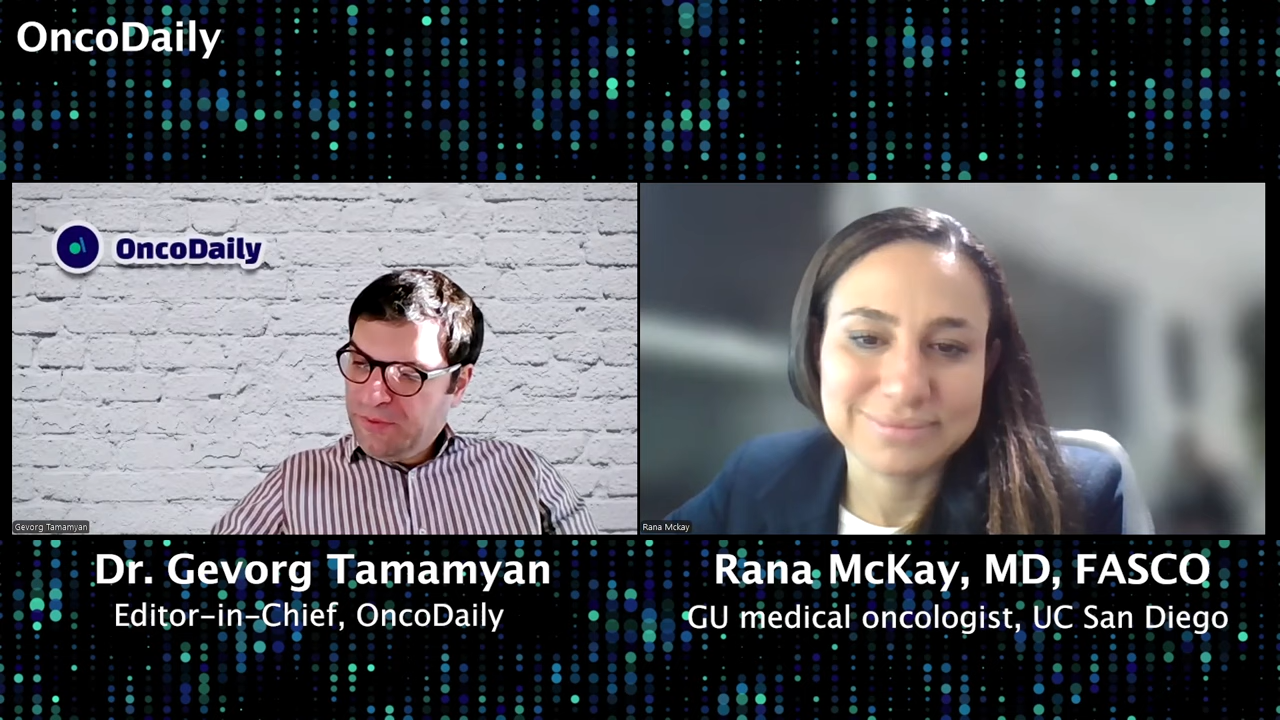 OncoDaily
OncoDaily
Gevorg Tamamyan
Rana Mckay
Dr. Gevorg Tamamyan
Editor-in-Chief, OncoDaily
Rana McKay, MD, FASCO
GU medical oncologist, UC San Diego